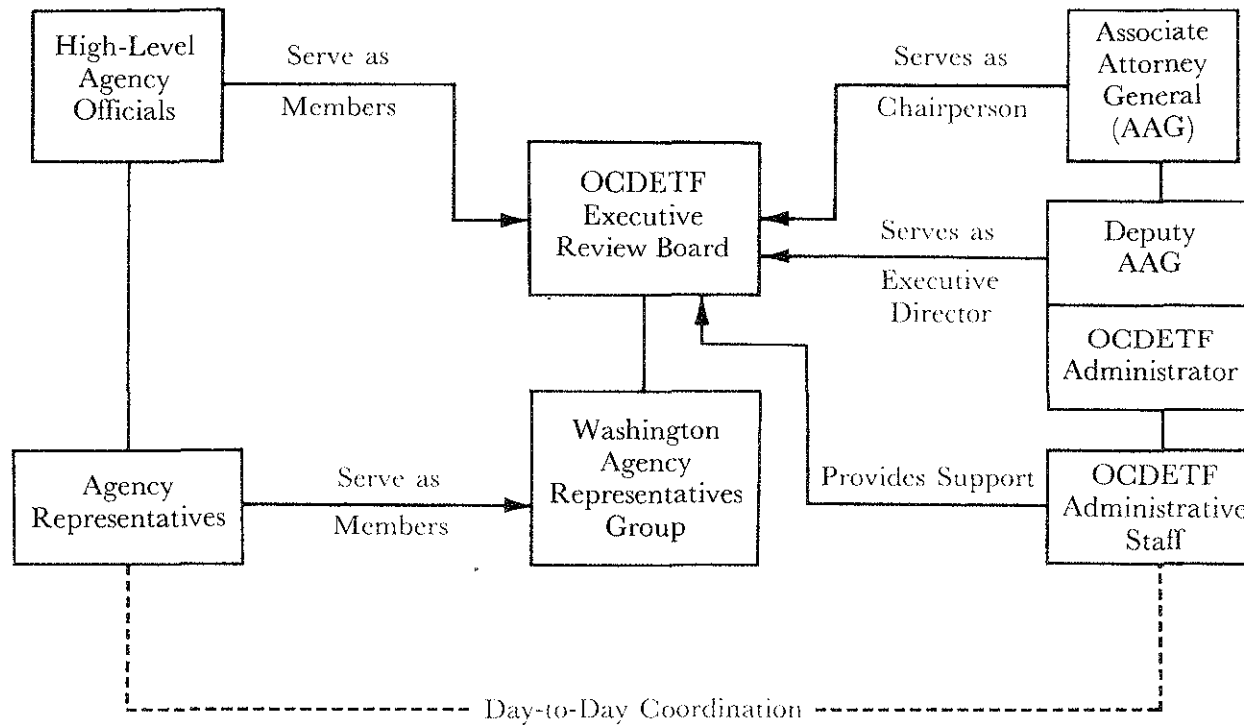 High-Level
Agency
Officials
Serve as
Members
Serves as
Chairperson
Associate
Attorney
General
(AAG)
OCDETF
Executive
Review Board
Serves as
Executive
Director
Deputy
AAG
OCDETF
Administrator
Agency
Representatives
Serve as
Members
Washington
Agency
Representatives
Group
Provides Support
OCDETF
Administrative
Staff
Day-to-Day Coordination